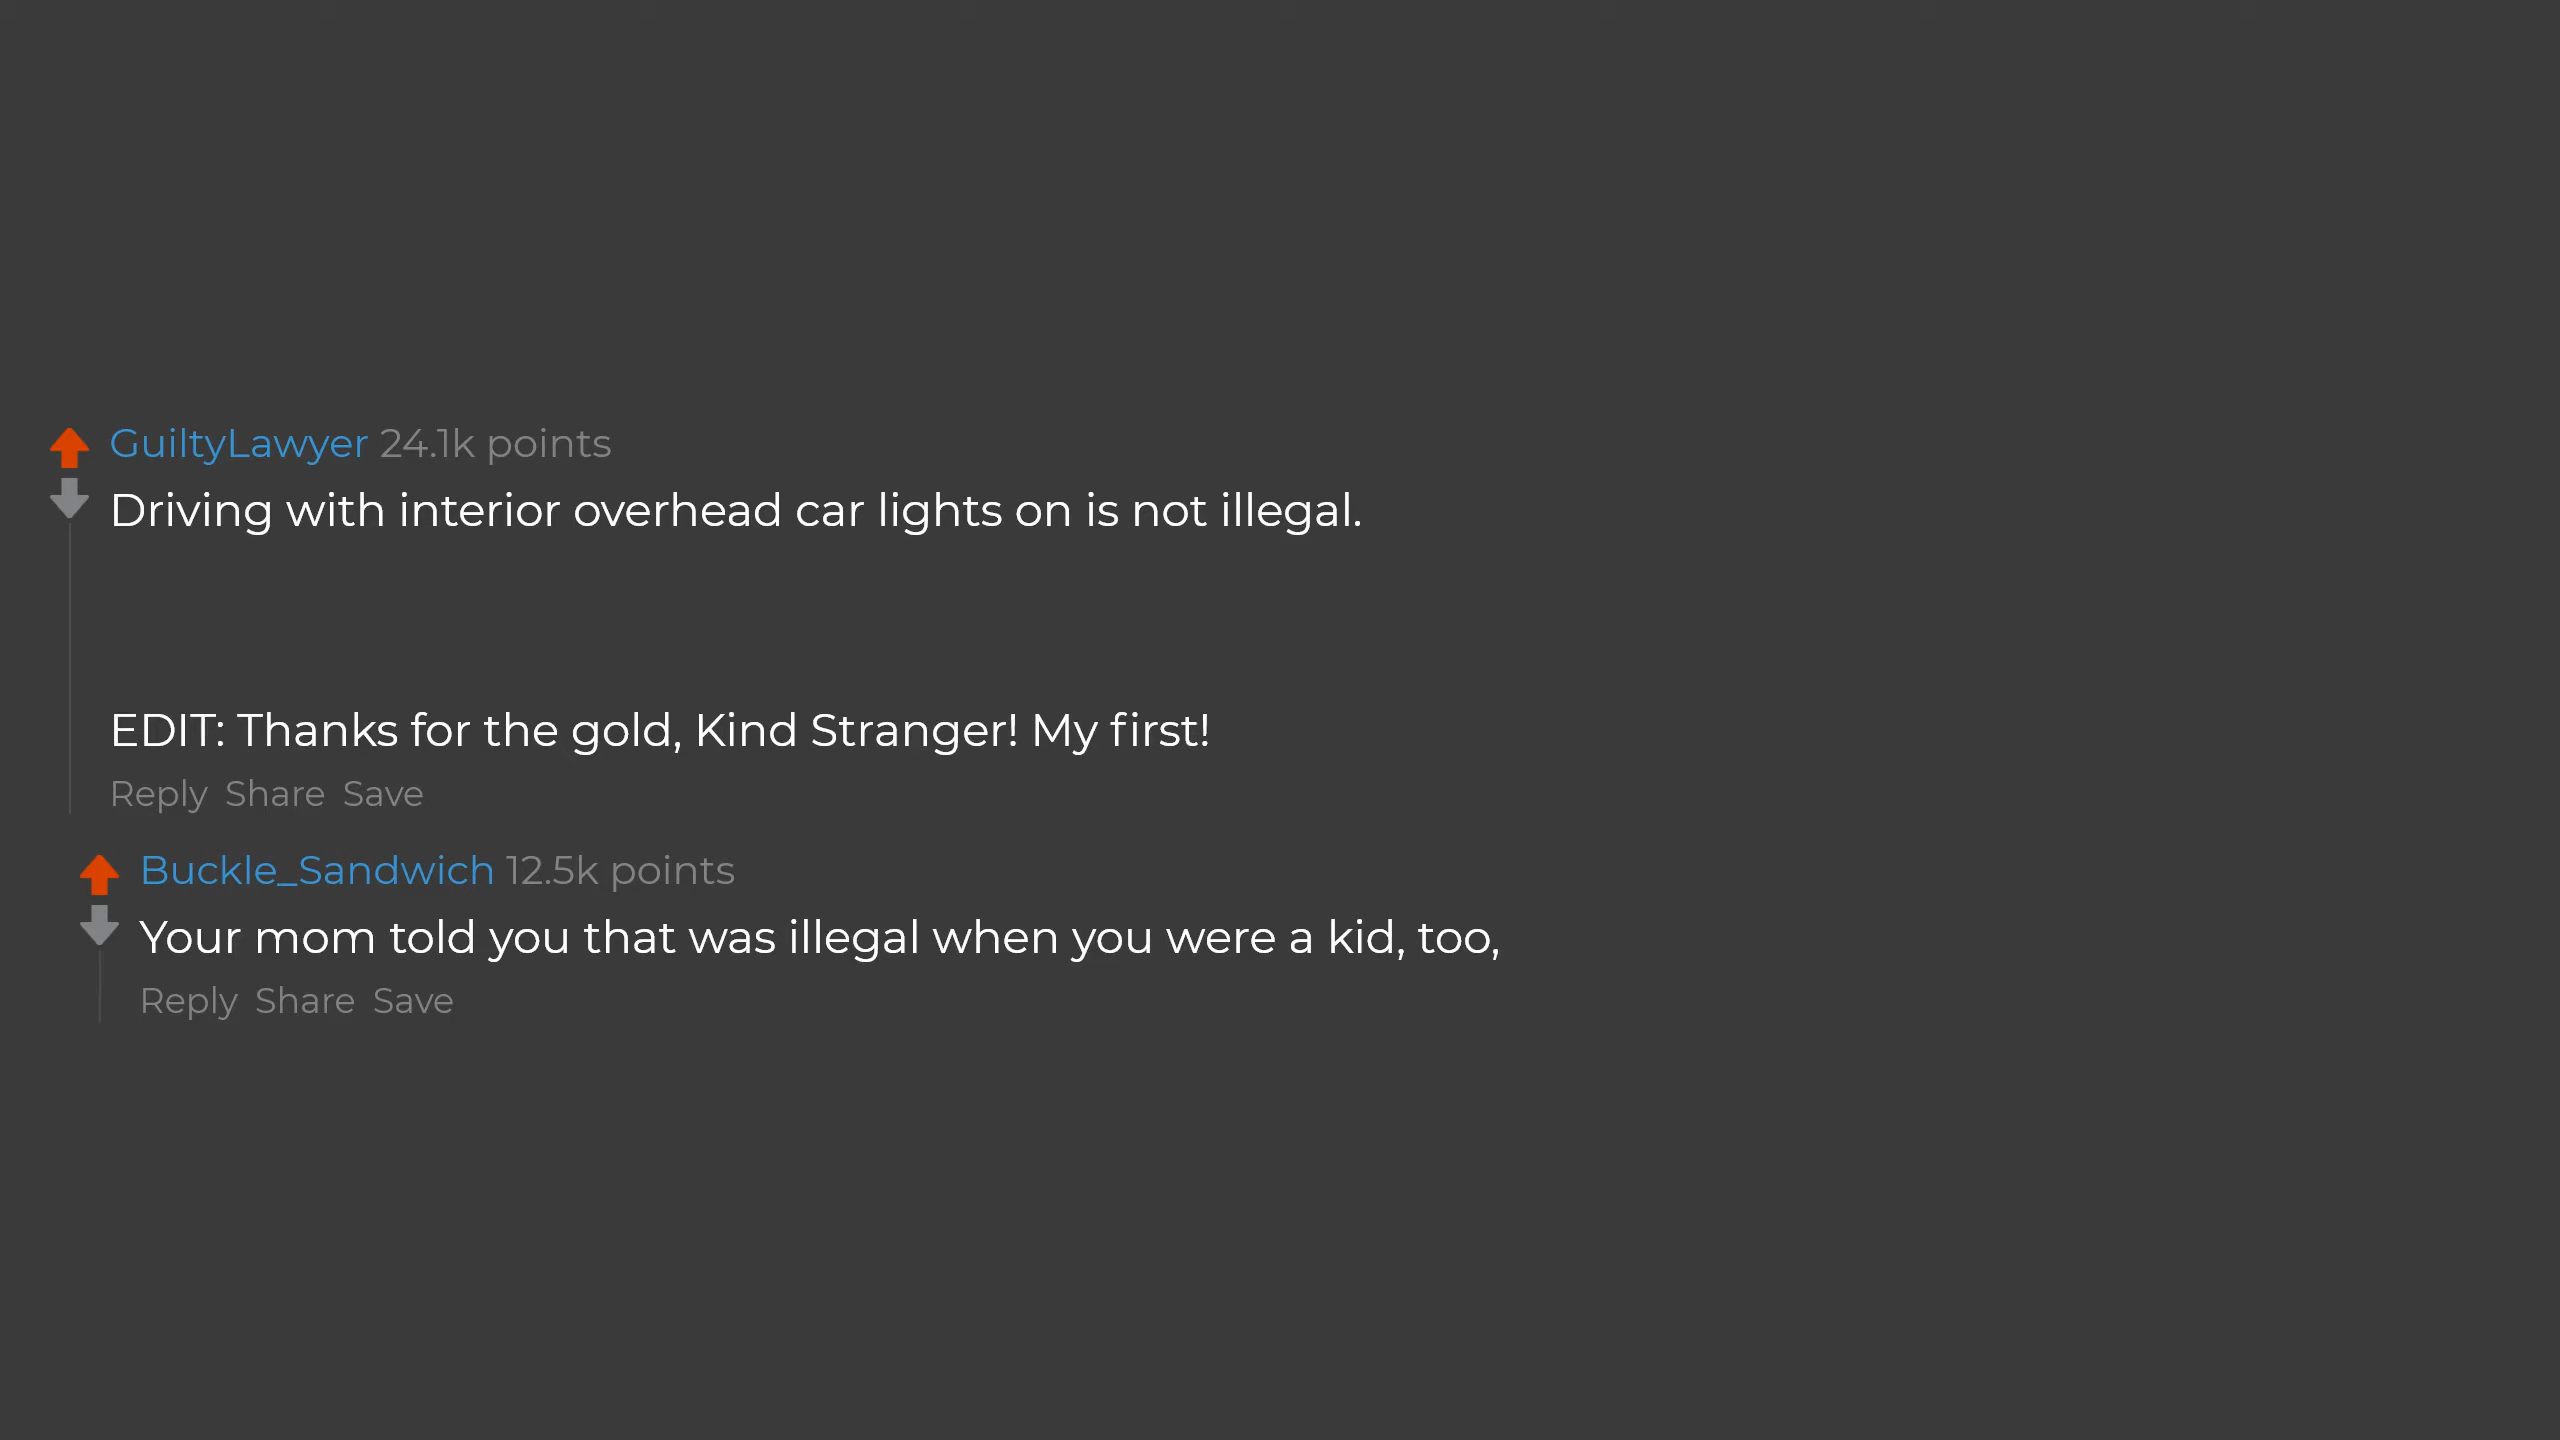 GuiltyLawyer 24.1k points
Driving with interior overhead car lights on is not illegal.
EDIT: Thanks for the gold, Kind Stranger! My first!
Reply Share Save
Buckle_Sandwich 12.5k points
Your mom told you that was illegal when you were a kid, too,
Reply Share Save